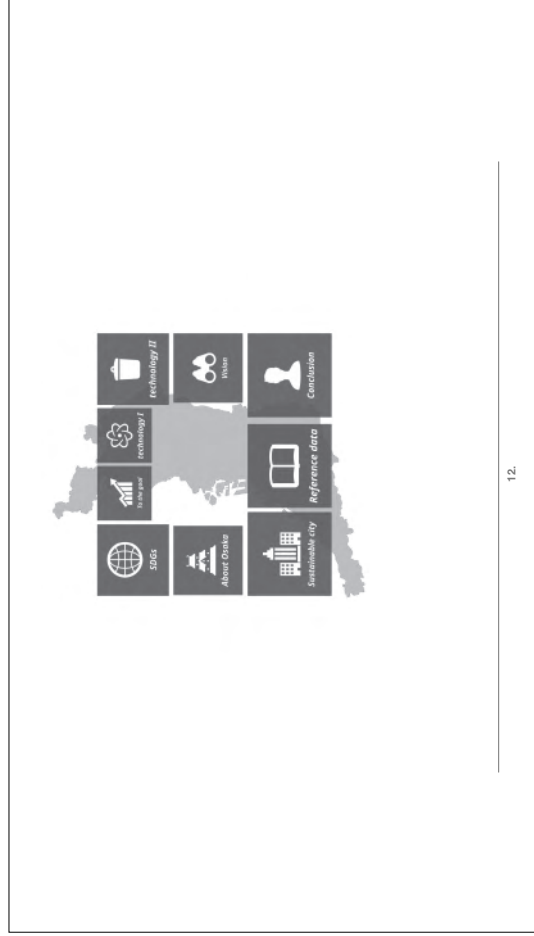 SDGs
To the goal
technology I
technology II
About Osaka
Vision
Sustainable city
Reference data
Conclusion
12.